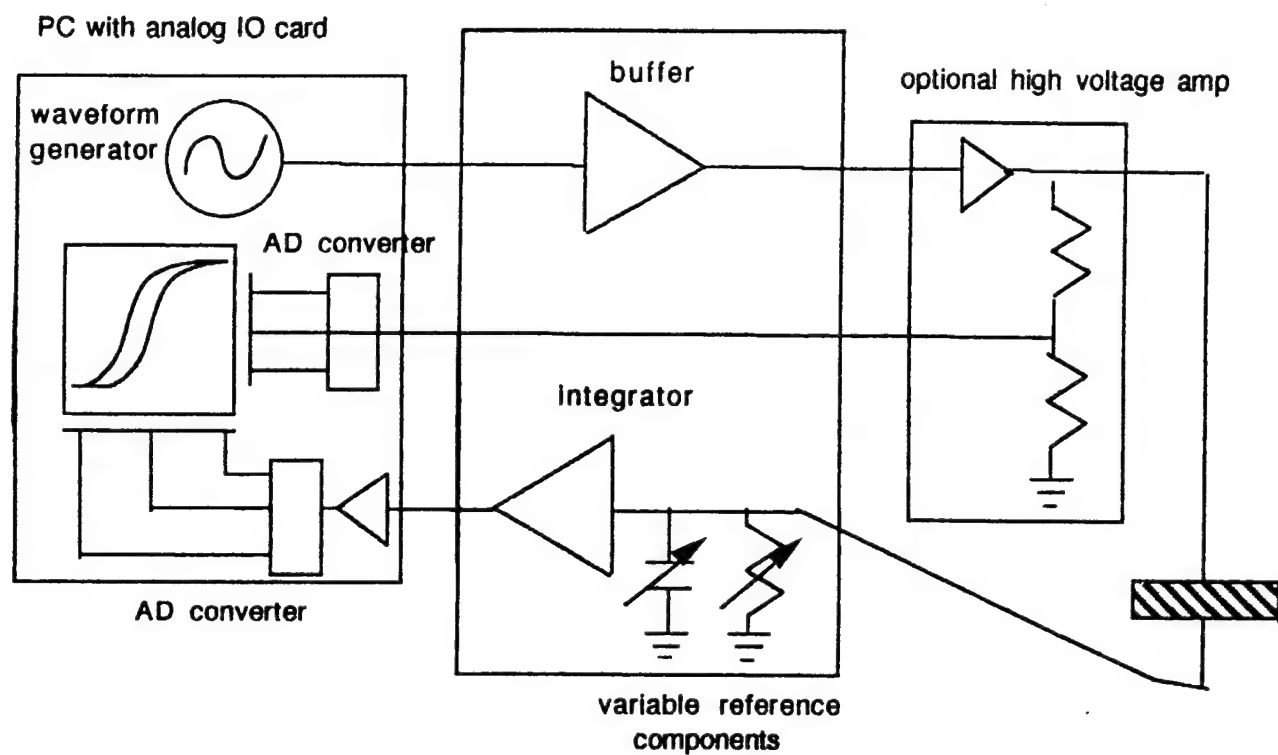 PC with analog IO card
waveform
generator
AD converter
buffer
optional high voltage amp
integrator
AD converter
variable reference
components